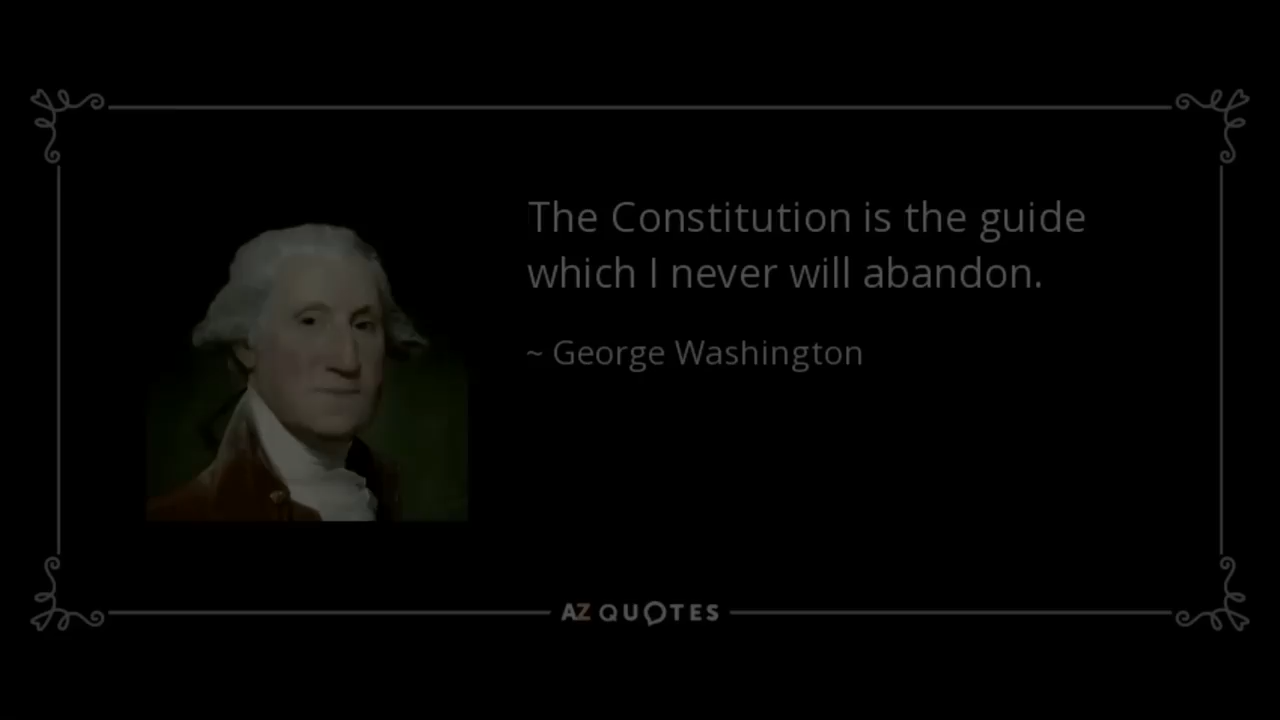 The Constitution is the guide
which I never will abandon.
~ George Washington
AZ QUOTES